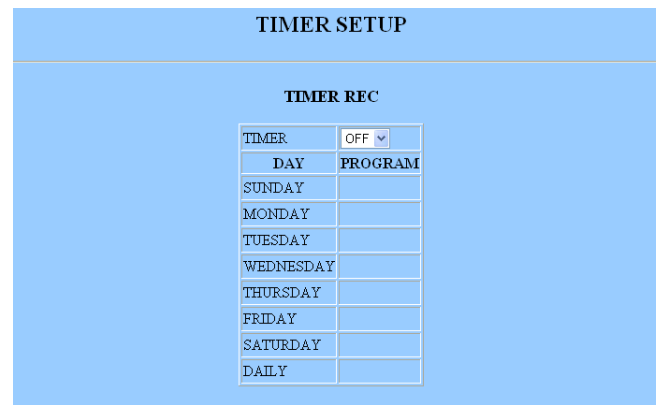 TIMER SETUP
TIMER REC
TIMER OFF
DAY PROGRAM
SUNDAY
MONDAY
TUESDAY
WEDNESDAY
THURSDAY
FRIDAY
SATURDAY
DAILY